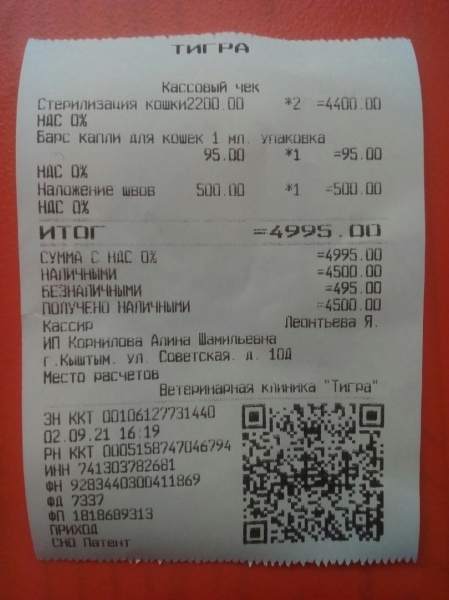 ТИГРА
Кассовый чек
Стерилизация кошки2200.00 *2 =4400.00
НДС 0%
Барс капли для кошек 1 мл. упаковка
95.00 *1 =95.00
НДС 0%
Наложение швов 500.00 *1 =500.00
НДС 0%
ИТОГ =4995.00
СУММА С НДС 0% =4995.00
НАЛИЧНЫМИ =4500.00
БЕЗНАЛИЧНЫМИ =495.00
ПОЛУЧЕНО НАЛИЧНЫМИ =4500.00
Кассир Леонтьева Я.
ИП Корнилова Алина Шамильевна
г.Кыштым. ул. Советская. д. 10Д
Место расчетов
Ветеринарная клиника "Тигра"
ЗН ККТ 00106127731440
02.09.21 16:19
РН ККТ 0005158747046794
ИНН 741303782681
ФН 9283440300411869
ФД 7337
ФП 1818689313
ПРИХОД
СНО Патент